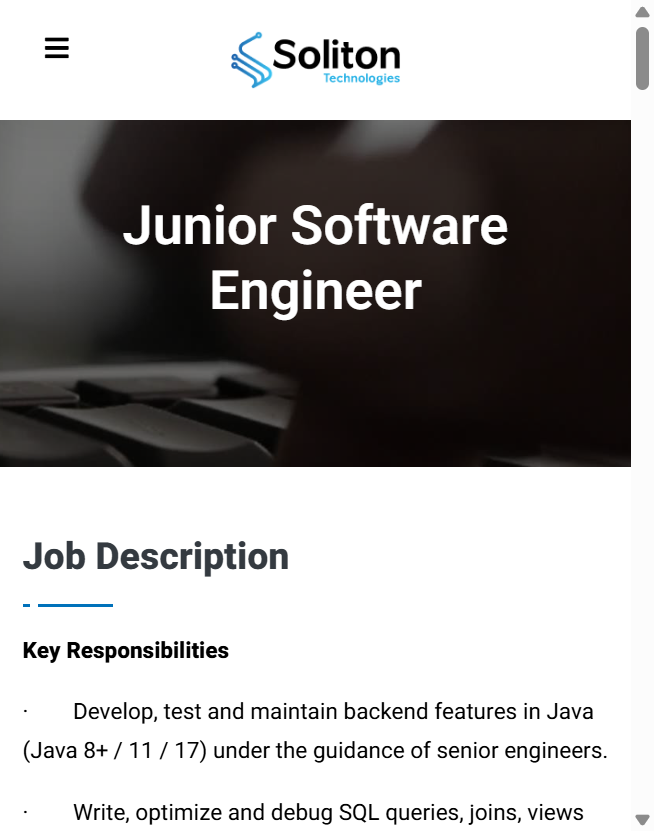 Soliton
Technologies
Junior Software
Engineer
Job Description
Key Responsibilities
· Develop, test and maintain backend features in Java
(Java 8+ / 11 / 17) under the guidance of senior engineers.
· Write, optimize and debug SQL queries, joins, views